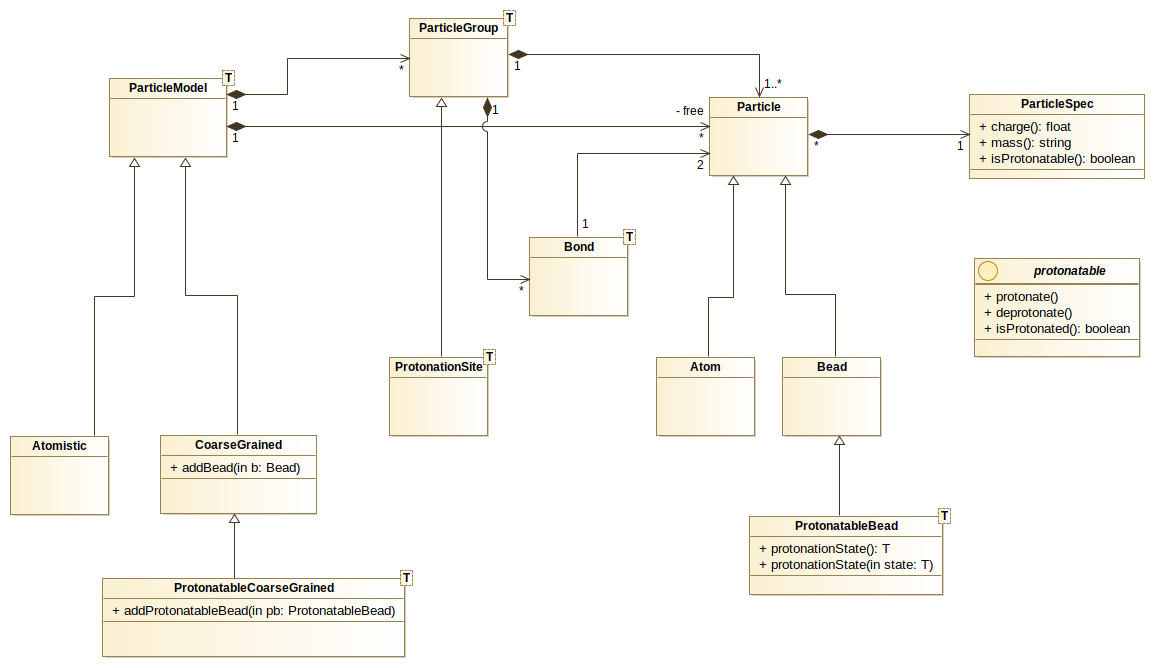 T
ParticleGroup
1
1..*
*
T
ParticleModel
1
1
1
- free
*
Particle
*
1
ParticleSpec
+ charge(): float
+ mass(): string
+ isProtonatable(): boolean
2
1
T
Bond
*
protonatable
+ protonate()
+ deprotonate()
+ isProtonated(): boolean
T
ProtonationSite
Atom
Bead
Atomistic
CoarseGrained
+ addBead(in b: Bead)
T
ProtonatableBead
+ protonationState(): T
+ protonationState(in state: T)
T
ProtonatableCoarseGrained
+ addProtonatableBead(in pb: ProtonatableBead)